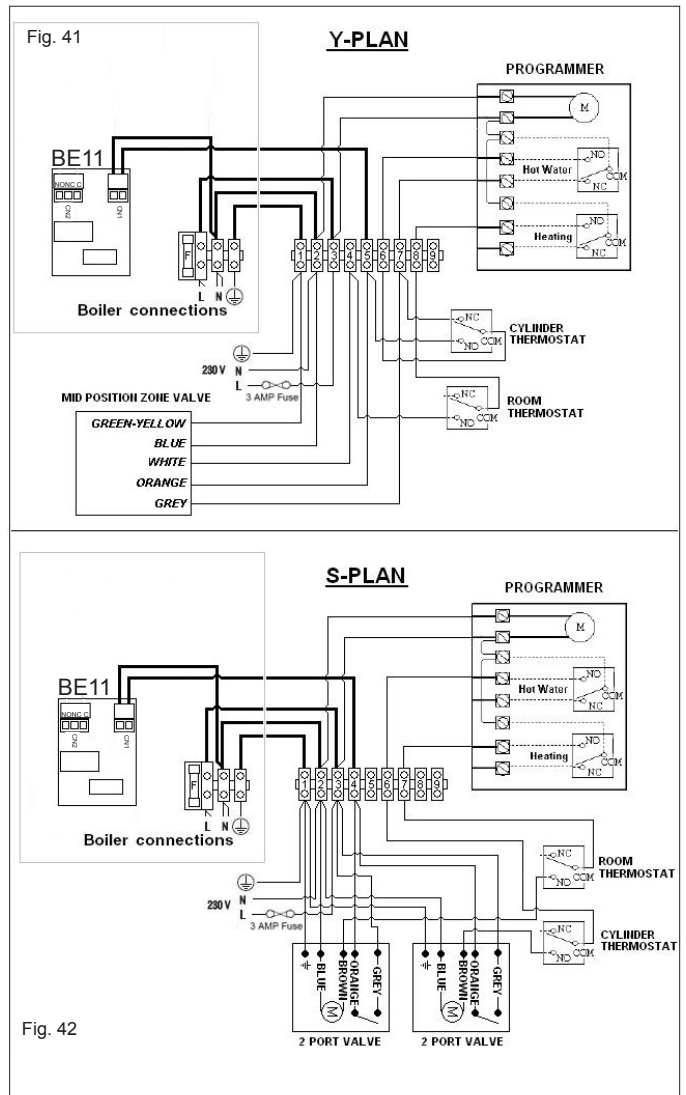 Fig. 41
Y-PLAN
PROGRAMMER
M
BE11
NONC C
CN2
CN1
NO
Hot Water
COM
NC
NO
Heating
COM
NC
F
1 2 3 4 5 6 7 8 9
L N
Boiler connections
NC
CYLINDER
THERMOSTAT
NO COM
230 V N
L
3 AMP Fuse
NC
ROOM
THERMOSTAT
NO COM
MID POSITION ZONE VALVE
GREEN-YELLOW
BLUE
WHITE
ORANGE
GREY
S-PLAN
PROGRAMMER
M
BE11
NONC C
CN2
CN1
NO
Hot Water
COM
NC
NO
Heating
COM
NC
F
1 2 3 4 5 6 7 8 9
L N
Boiler connections
NC
ROOM
THERMOSTAT
NO COM
230 V N
L
3 AMP Fuse
NC
CYLINDER
THERMOSTAT
NO COM
BLUE
BROWN
ORANGE
GREY
M
2 PORT VALVE
BLUE
BROWN
ORANGE
GREY
M
2 PORT VALVE
Fig. 42